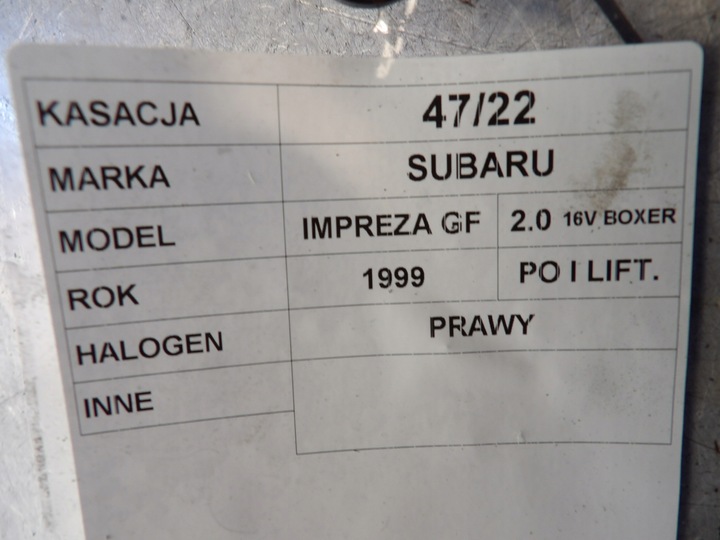 KASACJA 47/22
MARKA SUBARU
MODEL IMPREZA GF 2.0 16V BOXER
ROK 1999 PO I LIFT.
HALOGEN PRAWY
INNE